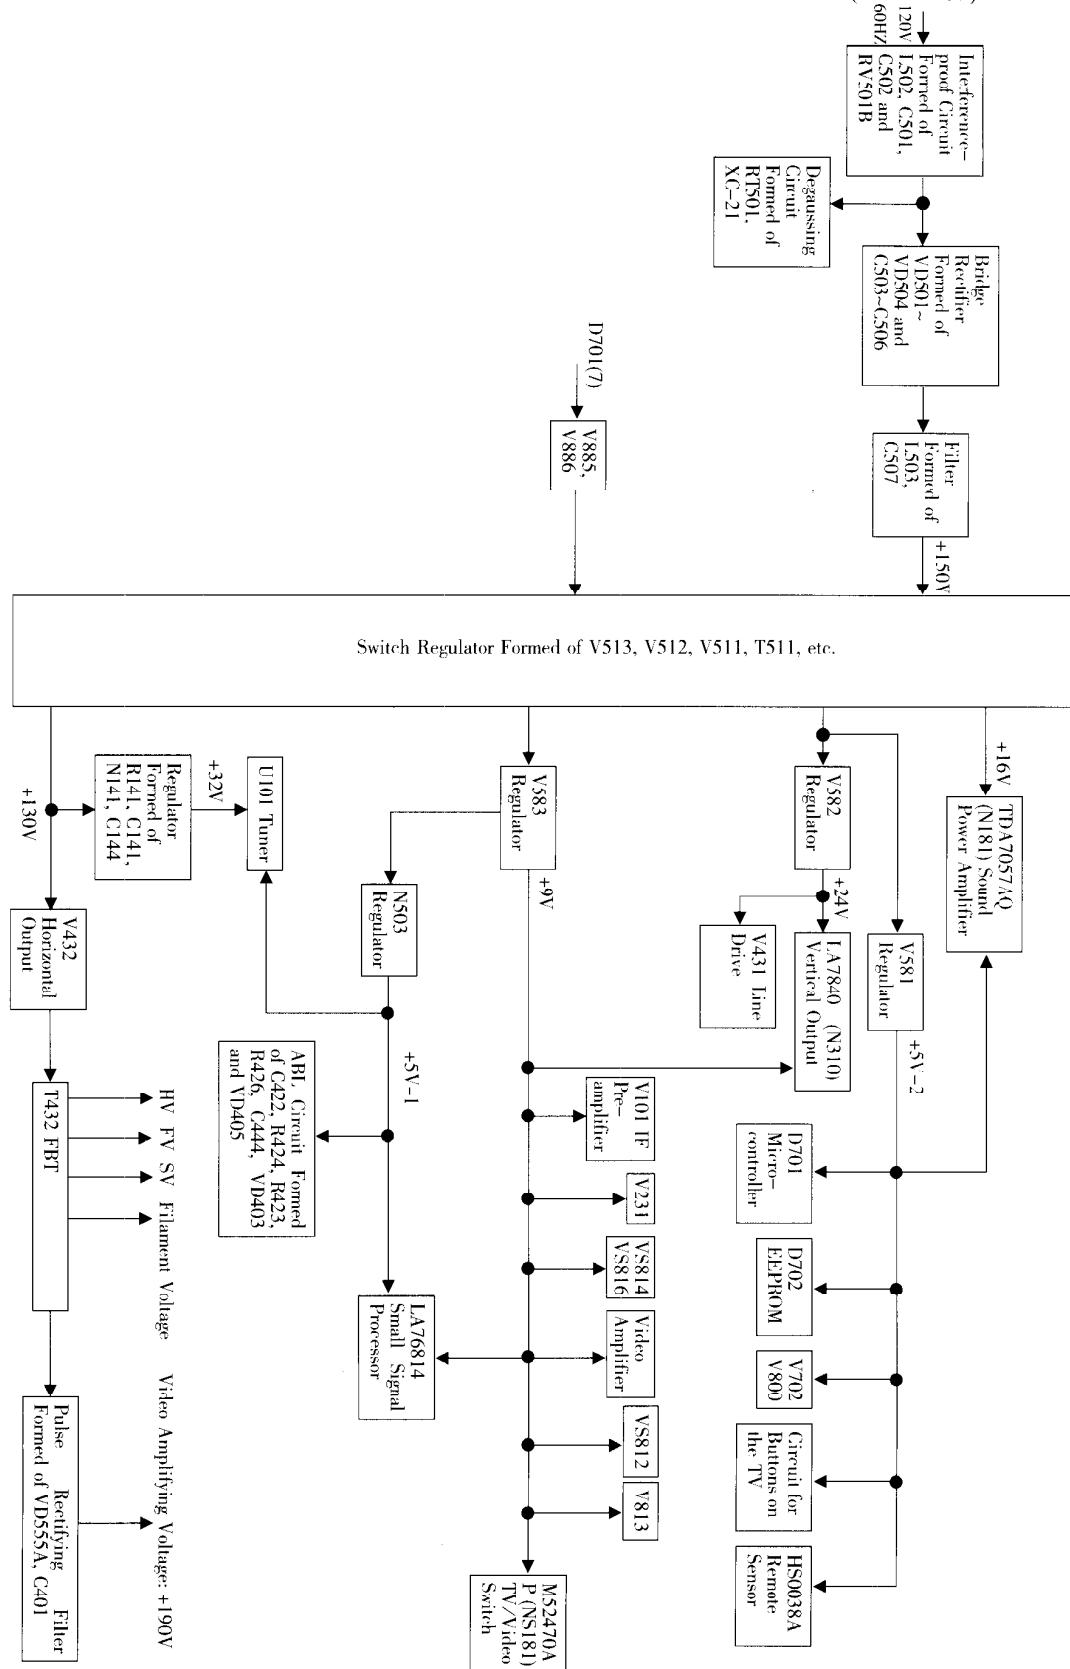 120V
60HZ
Interference-
proof Circuit
Formed of
L502, C501,
C502 and
RV501B
Degaussing
Circuit
Formed of
RT501,
XC-21
Bridge
Rectifier
Formed of
VD501~
VD504 and
C503~C506
Filter
Formed of
L503,
C507
+150V
D701(7)
V885,
V886
Switch Regulator Formed of V513, V512, V511, T511, etc.
+16V
TDA7057AQ
(N181) Sound
Power Amplifier
V582
Regulator
+24V
LA7840 (N310)
Vertical Output
V431 Line
Drive
V581
Regulator
+5V-2
D701
Micro-
controller
D702
EEPROM
V702
V800
Circuit for
Buttons on
the TV
HS0038A
Remote
Sensor
V583
Regulator
+9V
V101 IF
Pre-
amplifier
V231
VS814
VS816
Video
Amplifier
VS812
V813
M52470A
P (NS181)
TV/Video
Switch
N503
Regulator
+5V-1
LA76814
Small Signal
Processor
ABL Circuit Formed
of C422, R424, R423,
R426, C444, VD403
and VD405
U101 Tuner
+32V
Regulator
Formed of
R141, C141,
N141, C144
+130V
V432
Horizontal
Output
T432 FBT
HV
FV
SV
Filament Voltage
Video Amplifying Voltage: +190V
Pulse Rectifying Filter
Formed of VD555A, C401